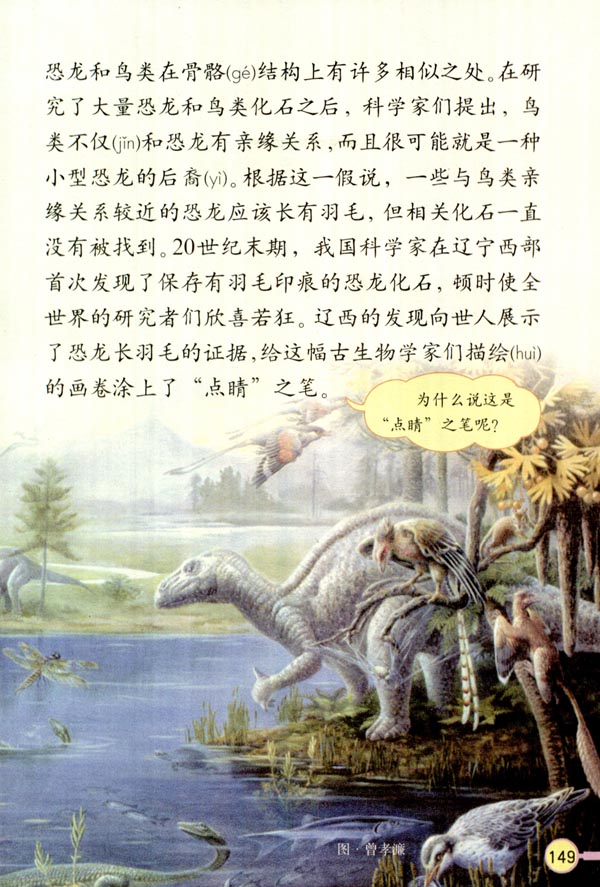 恐龙和鸟类在骨骼(gé)结构上有许多相似之处。在研
究了大量恐龙和鸟类化石之后，科学家们提出，鸟
类不仅(jǐn)和恐龙有亲缘关系，而且很可能就是一种
小型恐龙的后裔(yì)。根据这一假说，一些与鸟类亲
缘关系较近的恐龙应该长有羽毛，但相关化石一直
没有被找到。20世纪末期，我国科学家在辽宁西部
首次发现了保存有羽毛印痕的恐龙化石，顿时使全
世界的研究者们欣喜若狂。辽西的发现向世人展示
了恐龙长羽毛的证据，给这幅古生物学家们描绘(huì)
的画卷涂上了“点睛”之笔。
为什么说这是
“点睛”之笔呢？
图·曾孝濂
149